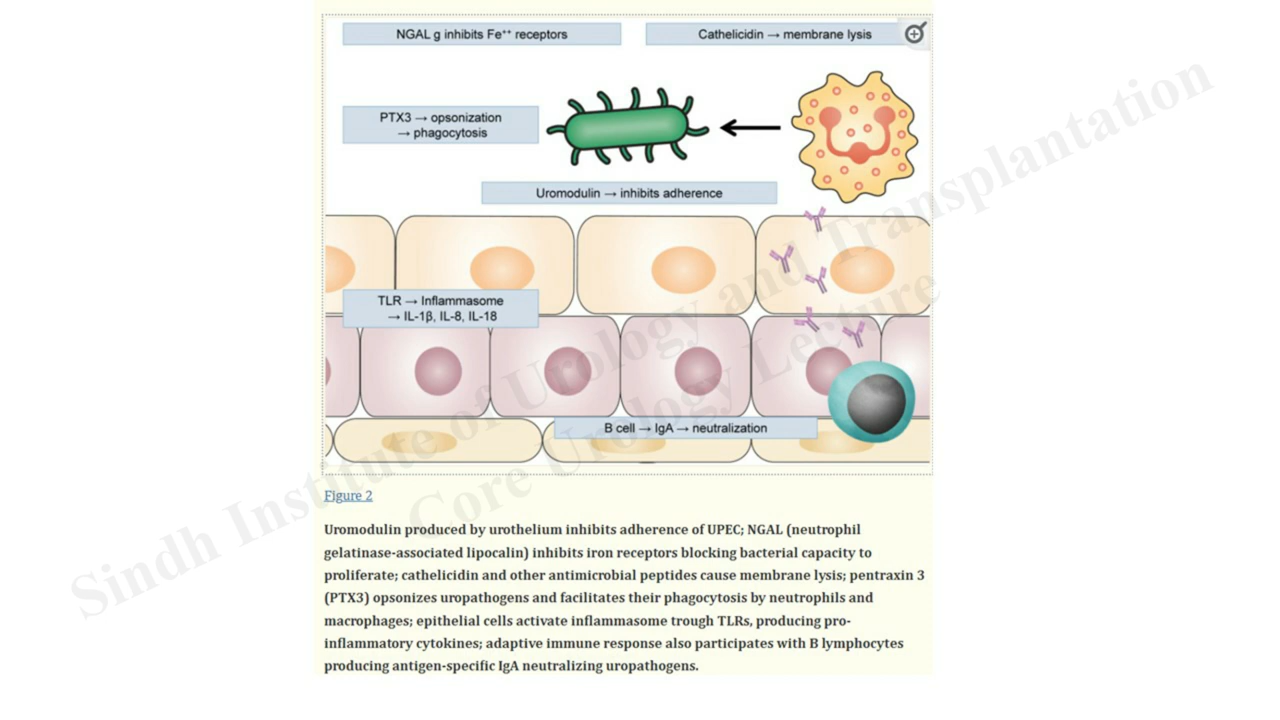 NGAL g inhibits Fe⁺⁺ receptors
Cathelicidin → membrane lysis
PTX3 → opsonization
→ phagocytosis
Uromodulin → inhibits adherence
TLR → Inflammasome
→ IL-1β, IL-8, IL-18
B cell → IgA → neutralization
Figure 2
Uromodulin produced by urothelium inhibits adherence of UPEC; NGAL (neutrophil
gelatinase-associated lipocalin) inhibits iron receptors blocking bacterial capacity to
proliferate; cathelicidin and other antimicrobial peptides cause membrane lysis; pentraxin 3
(PTX3) opsonizes uropathogens and facilitates their phagocytosis by neutrophils and
macrophages; epithelial cells activate inflammasome trough TLRs, producing pro-
inflammatory cytokines; adaptive immune response also participates with B lymphocytes
producing antigen-specific IgA neutralizing uropathogens.
Sindh Institute of Urology and Transplantation
Core Urology Lecture